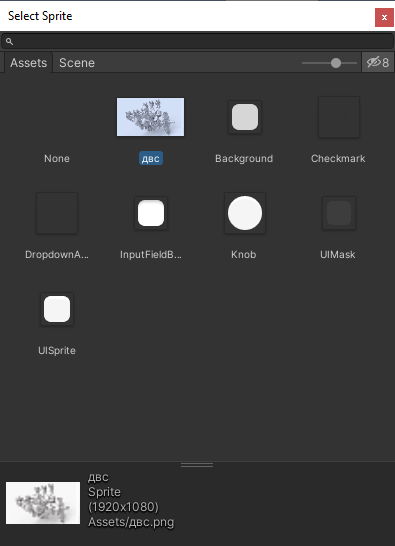 Select Sprite
x
Assets Scene 8
None двс Background Checkmark
DropdownA... InputFieldB... Knob UIMask
UISprite
двс
Sprite
(1920x1080)
Assets/двс.png